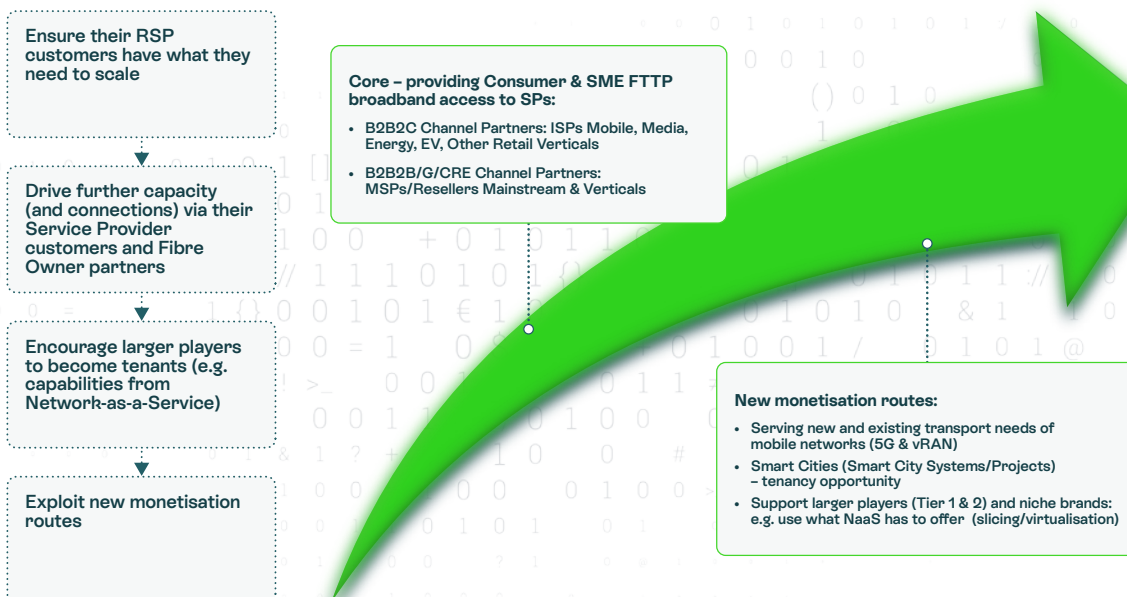 Ensure their RSP
customers have what they
need to scale
Drive further capacity
(and connections) via their
Service Provider
customers and Fibre
Owner partners
Encourage larger players
to become tenants (e.g.
capabilities from
Network-as-a-Service)
Exploit new monetisation
routes
Core – providing Consumer & SME FTTP
broadband access to SPs:
• B2B2C Channel Partners: ISPs Mobile, Media,
Energy, EV, Other Retail Verticals
• B2B2B/G/CRE Channel Partners:
MSPs/Resellers Mainstream & Verticals
New monetisation routes:
• Serving new and existing transport needs of
mobile networks (5G & vRAN)
• Smart Cities (Smart City Systems/Projects)
– tenancy opportunity
• Support larger players (Tier 1 & 2) and niche brands:
e.g. use what NaaS has to offer (slicing/virtualisation)